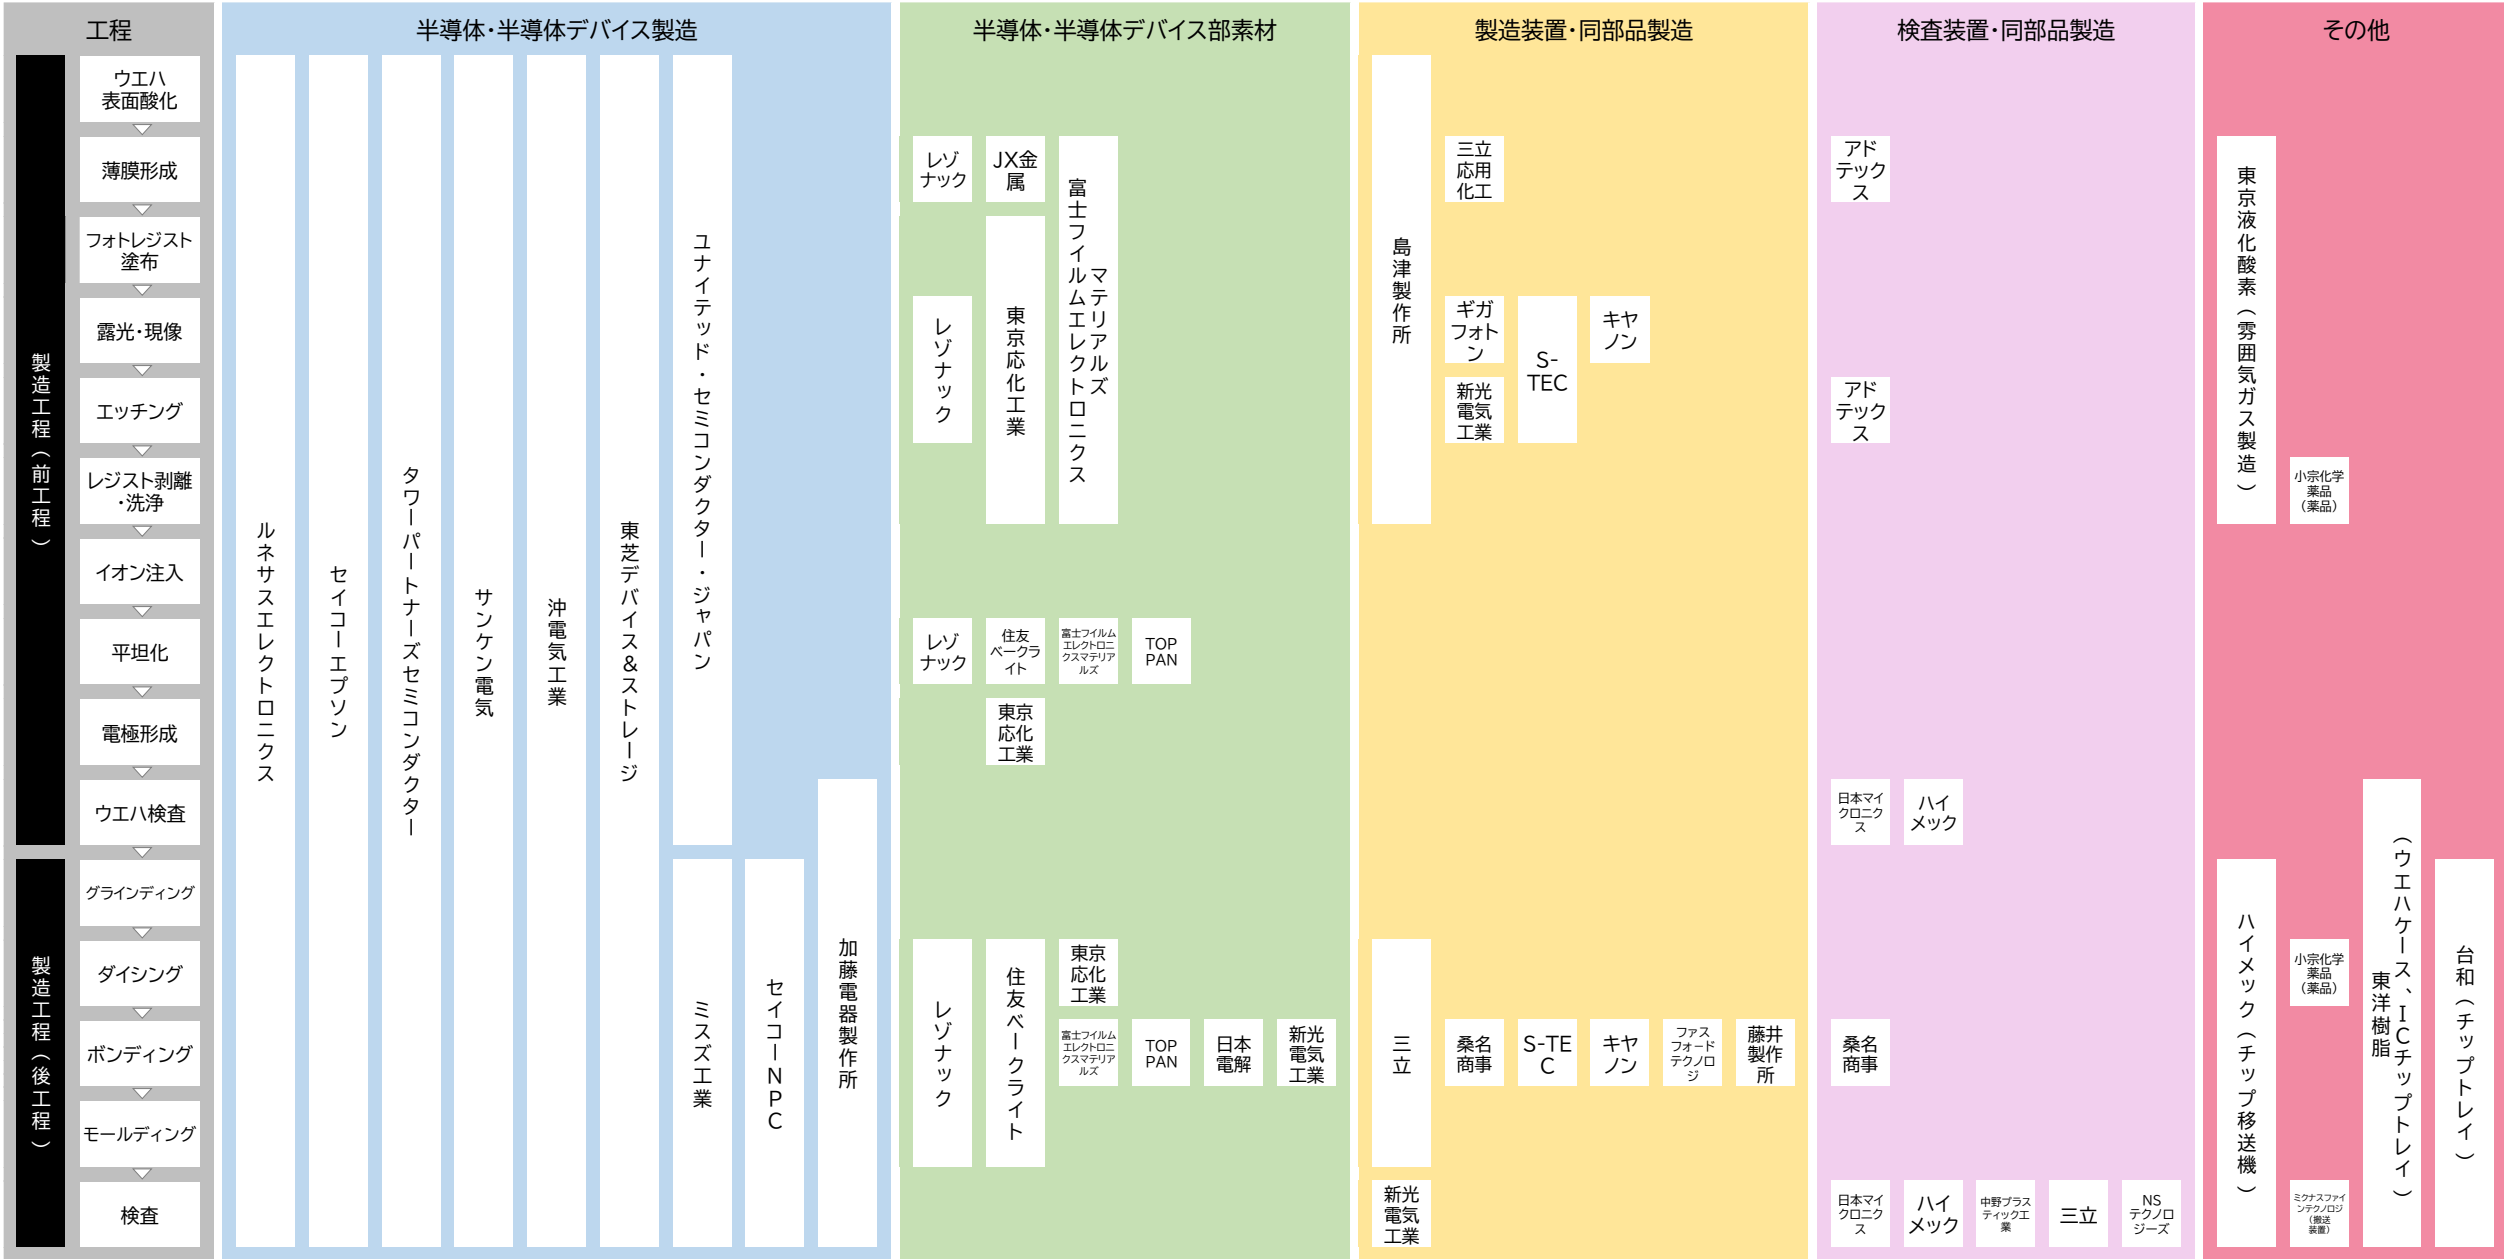 工程
半導体・半導体デバイス製造
半導体・半導体デバイス部素材
製造装置・同部品製造
検査装置・同部品製造
その他
製造工程（前工程）
製造工程（後工程）
ウエハ
表面酸化
薄膜形成
フォトレジスト
塗布
露光・現像
エッチング
レジスト剥離
・洗浄
イオン注入
平坦化
電極形成
ウエハ検査
グラインディング
ダイシング
ボンディング
モールディング
検査
ルネサスエレクトロニクス
セイコーエプソン
タワーパートナーズセミコンダクター
サンケン電気
沖電気工業
東芝デバイス＆ストレージ
ユナイテッド・セミコンダクター・ジャパン
ミスズ工業
セイコーNPC
加藤電器製作所
レゾ
ナック
JX金
属
富士フイルムエレクトロニクス
マテリアルズ
レゾナック
東京応化工業
レゾ
ナック
住友
ベークラ
イト
富士フイルム
エレクトロニ
クスマテリア
ルズ
TOP
PAN
東京
応化
工業
レゾナック
住友ベークライト
東京
応化
工業
富士フイルム
エレクトロニ
クスマテリア
ルズ
TOP
PAN
日本
電解
新光
電気
工業
島津製作所
三立
応用
化工
ギガ
フォト
ン
S-
TEC
キヤ
ノン
新光
電気
工業
三立
桑名
商事
S-TE
C
キヤ
ノン
ファス
フォード
テクノロ
ジ
藤井
製作
所
新光
電気
工業
アド
テック
ス
アド
テック
ス
日本マイ
クロニク
ス
ハイ
メック
桑名
商事
日本マイ
クロニク
ス
ハイ
メック
中野プラス
ティック工
業
三立
NS
テクノロ
ジーズ
東京液化酸素（雰囲気ガス製造）
小宗化学
薬品
（薬品）
ハイメック（チップ移送機）
小宗化学
薬品
（薬品）
ミクナスファイ
ンテクノロジ
（搬送
装置）
（ウエハケース、ICチップトレイ）
東洋樹脂
台和（チップトレイ）